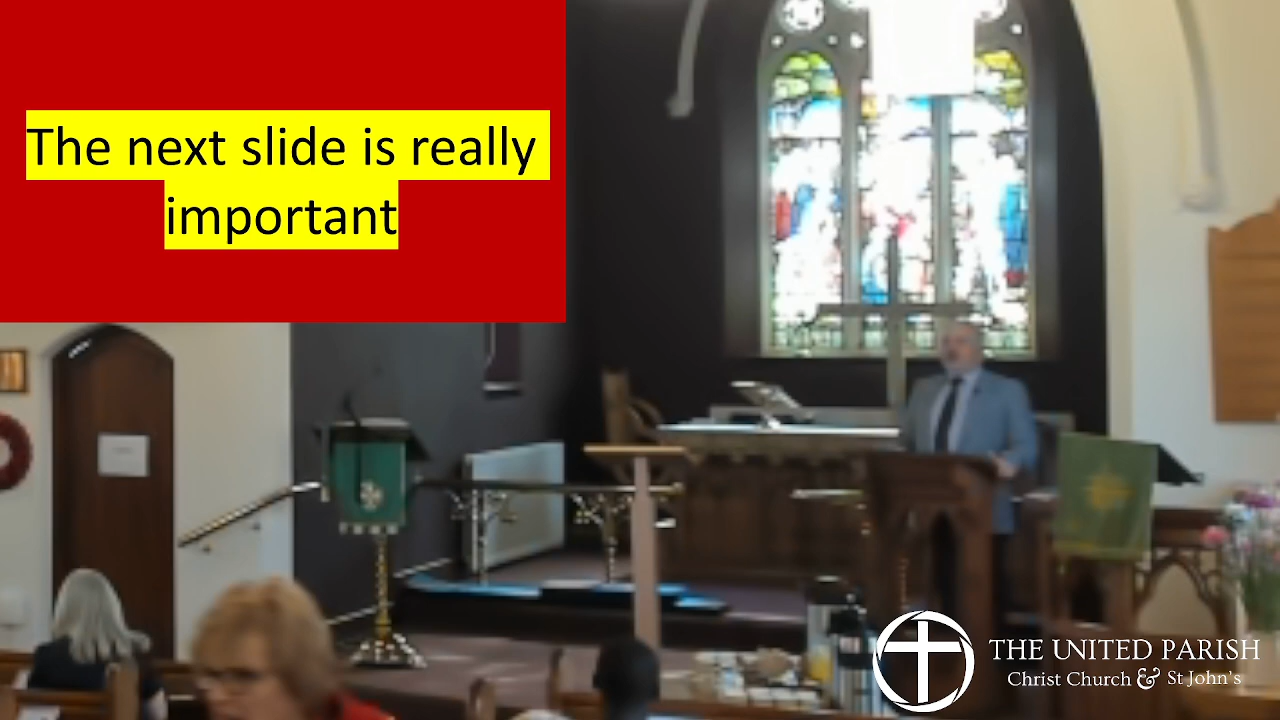 The next slide is really
important
THE UNITED PARISH
Christ Church & St John's